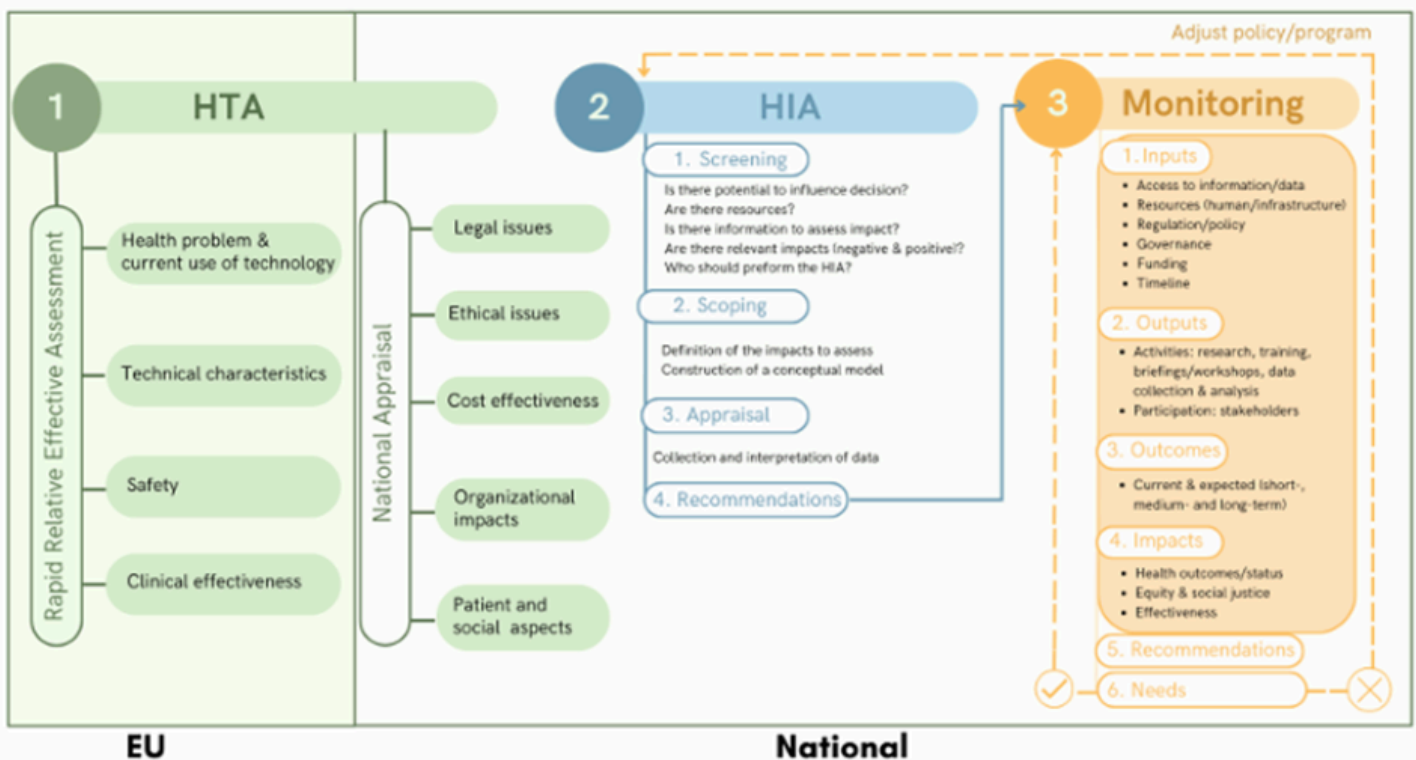 Adjust policy/program
1
HTA
Rapid Relative Effective Assessment
Health problem &
current use of technology
Technical characteristics
Safety
Clinical effectiveness
National Appraisal
Legal issues
Ethical issues
Cost effectiveness
Organizational
impacts
Patient and
social aspects
2
HIA
1. Screening
Is there potential to influence decision?
Are there resources?
Is there information to assess impact?
Are there relevant impacts (negative & positive)?
Who should preform the HIA?
2. Scoping
Definition of the impacts to assess
Construction of a conceptual model
3. Appraisal
Collection and interpretation of data
4. Recommendations
3
Monitoring
1. Inputs
• Access to information/data
• Resources (human/infrastructure)
• Regulation/policy
• Governance
• Funding
• Timeline
2. Outputs
• Activities: research, training,
briefings/workshops, data
collection & analysis
• Participation: stakeholders
3. Outcomes
• Current & expected (short-,
medium- and long-term)
4. Impacts
• Health outcomes/status
• Equity & social justice
• Effectiveness
5. Recommendations
6. Needs
EU
National